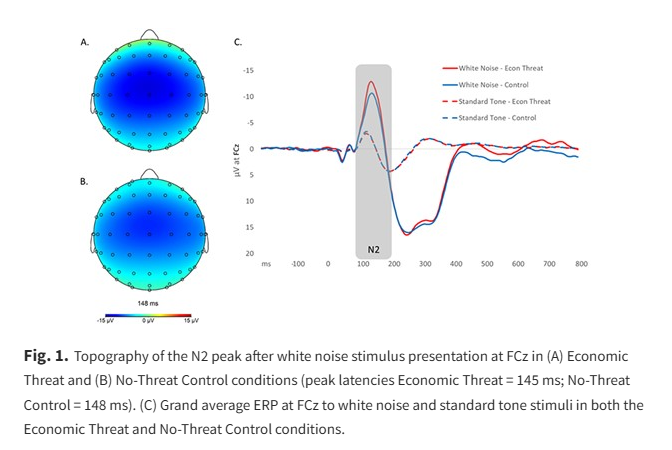 A.
C.
-15
-10
-5
0
5
10
15
20
µV at FCz
White Noise - Econ Threat
White Noise - Control
Standard Tone - Econ Threat
Standard Tone - Control
N2
ms -100 0 100 200 300 400 500 600 700 800
B.
148 ms
-15 µV 0 µV 15 µV
Fig. 1. Topography of the N2 peak after white noise stimulus presentation at FCz in (A) Economic
Threat and (B) No-Threat Control conditions (peak latencies Economic Threat = 145 ms; No-Threat
Control = 148 ms). (C) Grand average ERP at FCz to white noise and standard tone stimuli in both the
Economic Threat and No-Threat Control conditions.